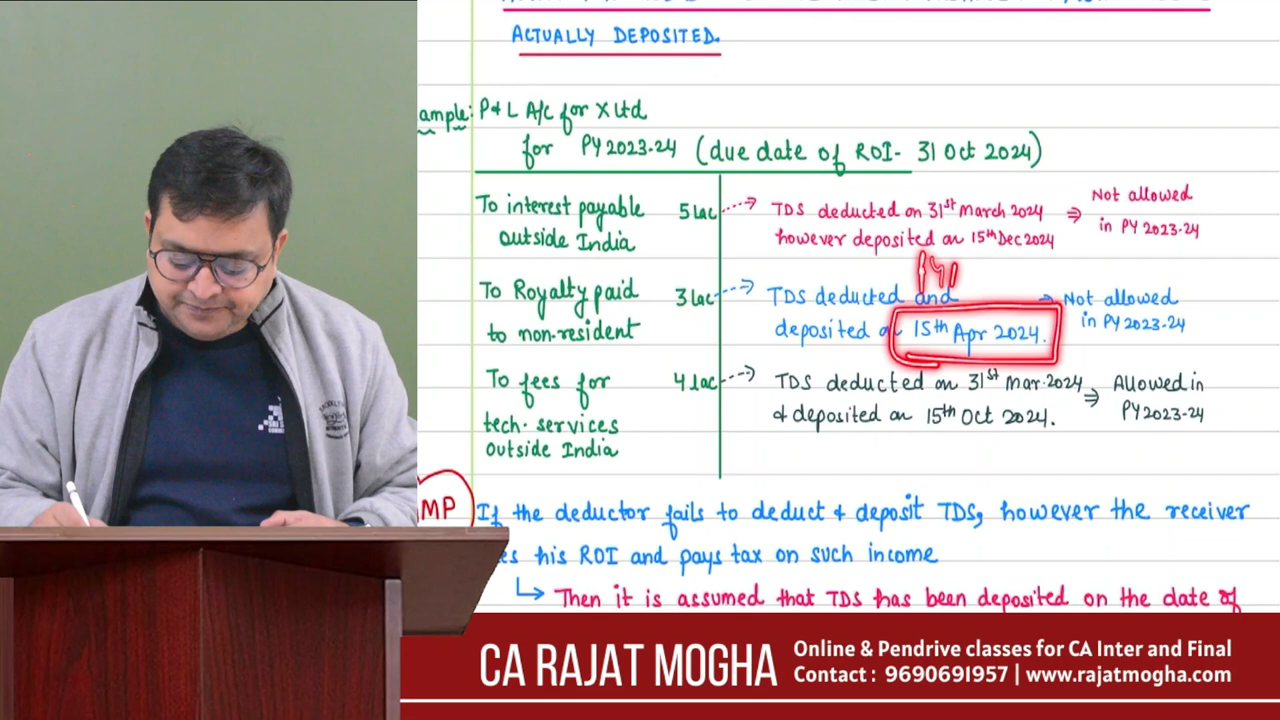 ACTUALLY DEPOSITED.
ample: P & L A/c for X Ltd
for PY 2023-24 (due date of ROI- 31 Oct 2024)
To interest payable outside India 5 Lac
TDS deducted on 31st March 2024 ⇒ Not allowed
however deposited on 15th Dec 2024 in PY 2023-24
To Royalty paid to non-resident 3 Lac
TDS deducted and → Not allowed
deposited 15th Apr 2024. in PY 2023-24
To fees for tech. services outside India 4 Lac
TDS deducted on 31st Mar. 2024 ⇒ Allowed in
& deposited on 15th Oct 2024. PY 2023-24
MP If the deductor fails to deduct & deposit TDS, however the receiver
es his ROI and pays tax on such income
↳ Then it is assumed that TDS has been deposited on the date of
CA RAJAT MOGHA
Online & Pendrive classes for CA Inter and Final
Contact : 9690691957 | www.rajatmogha.com